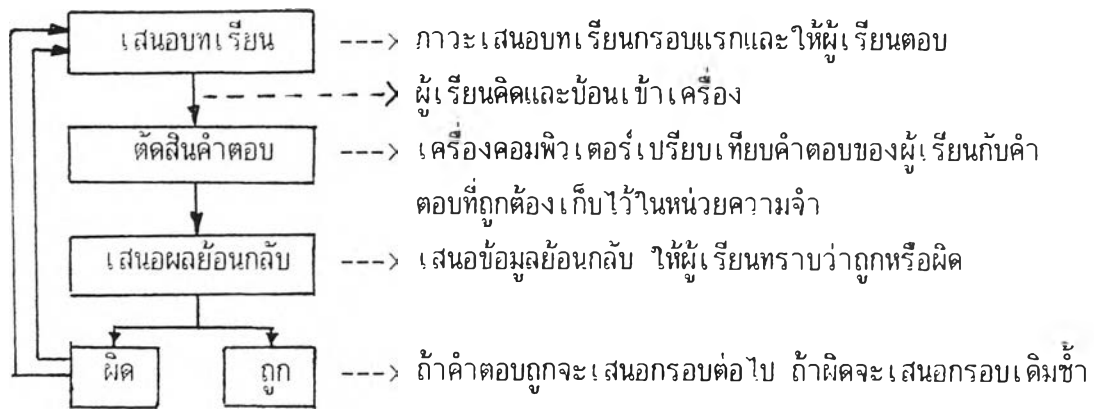 เสนอบทเรียน ---> ภาวะเสนอบทเรียนกรอบแรกและให้ผู้เรียนตอบ
---> ผู้เรียนคิดและป้อนเข้าเครื่อง
ตัดสินคำตอบ ---> เครื่องคอมพิวเตอร์เปรียบเทียบคำตอบของผู้เรียนกับคำ
ตอบที่ถูกต้องเก็บไว้ในหน่วยความจำ
เสนอผลย้อนกลับ ---> เสนอข้อมูลย้อนกลับ ให้ผู้เรียนทราบว่าถูกหรือผิด
ผิด ถูก ---> ถ้าคำตอบถูกจะเสนอกรอบต่อไป ถ้าผิดจะเสนอกรอบเดิมซ้ำ